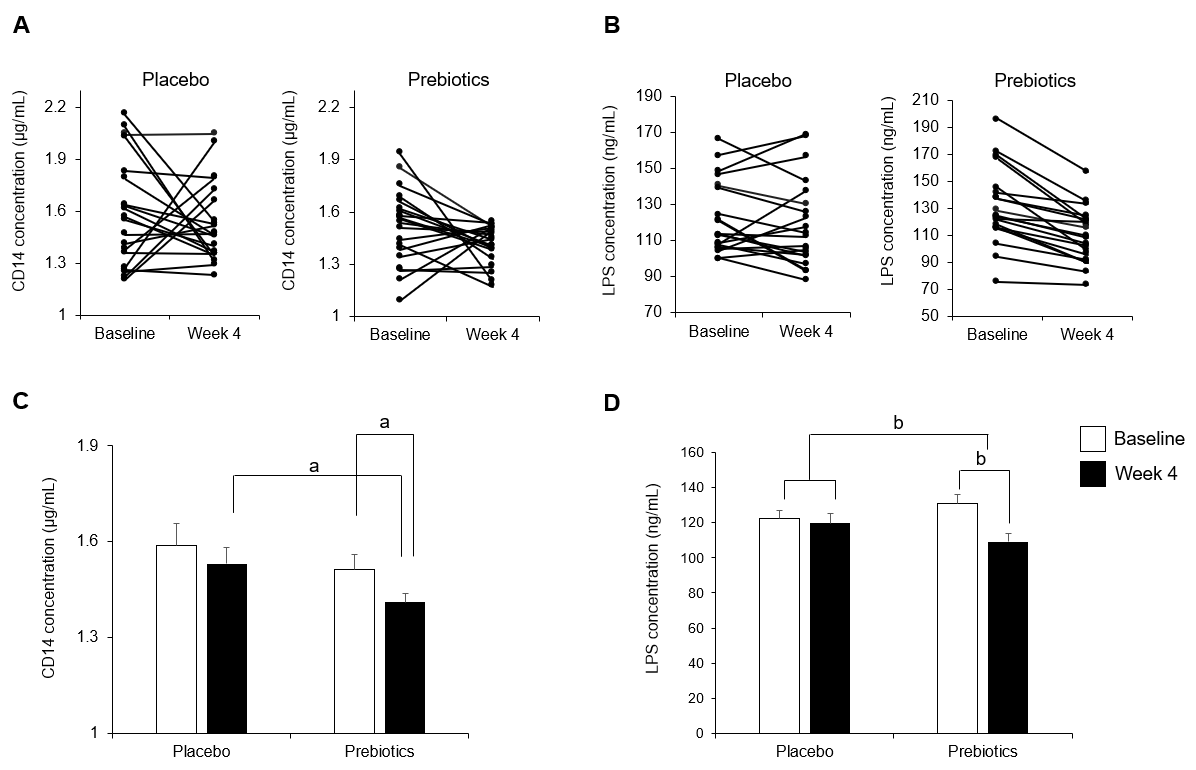 A
Placebo
CD14 concentration (µg/mL)
2.2
1.9
1.6
1.3
1
Baseline
Week 4
Prebiotics
CD14 concentration (µg/mL)
2.2
1.9
1.6
1.3
1
Baseline
Week 4
B
Placebo
LPS concentration (ng/mL)
190
170
150
130
110
90
70
Baseline
Week 4
Prebiotics
LPS concentration (ng/mL)
210
190
170
150
130
110
90
70
50
Baseline
Week 4
C
CD14 concentration (µg/mL)
1.9
1.6
1.3
1
a
a
Placebo
Prebiotics
D
LPS concentration (ng/mL)
160
140
120
100
80
60
40
20
0
b
b
Placebo
Prebiotics
Baseline
Week 4